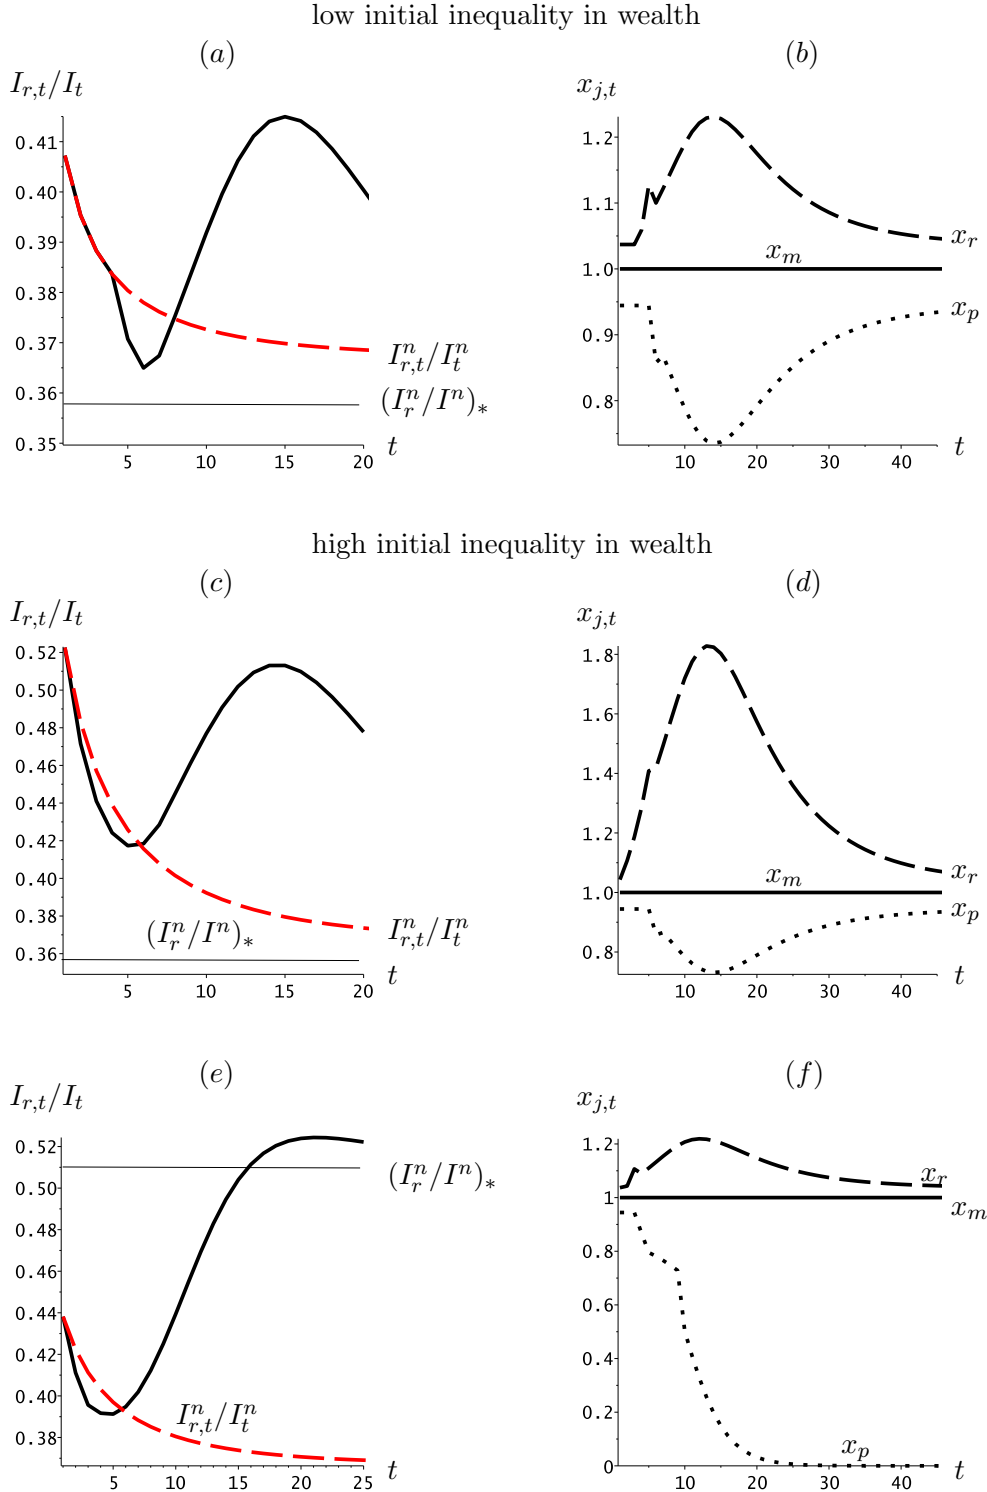 low initial inequality in wealth
(a)
(b)
I_{r,t}/I_t
x_{j,t}
0.41
0.40
0.39
0.38
0.37
0.36
0.35
5
10
15
20
t
I^n_{r,t}/I^n_t
(I^n_r/I^n)_*
1.2
1.1
1.0
0.9
0.8
10
20
30
40
t
x_r
x_m
x_p
high initial inequality in wealth
(c)
(d)
I_{r,t}/I_t
x_{j,t}
0.52
0.50
0.48
0.46
0.44
0.42
0.40
0.38
0.36
5
10
15
20
t
(I^n_r/I^n)_*
I^n_{r,t}/I^n_t
1.8
1.6
1.4
1.2
1.0
0.8
10
20
30
40
t
x_m
x_r
x_p
(e)
(f)
I_{r,t}/I_t
x_{j,t}
0.52
0.50
0.48
0.46
0.44
0.42
0.40
0.38
5
10
15
20
25
t
(I^n_r/I^n)_*
I^n_{r,t}/I^n_t
1.2
1
0.8
0.6
0.4
0.2
0
10
20
30
40
t
x_r
x_m
x_p